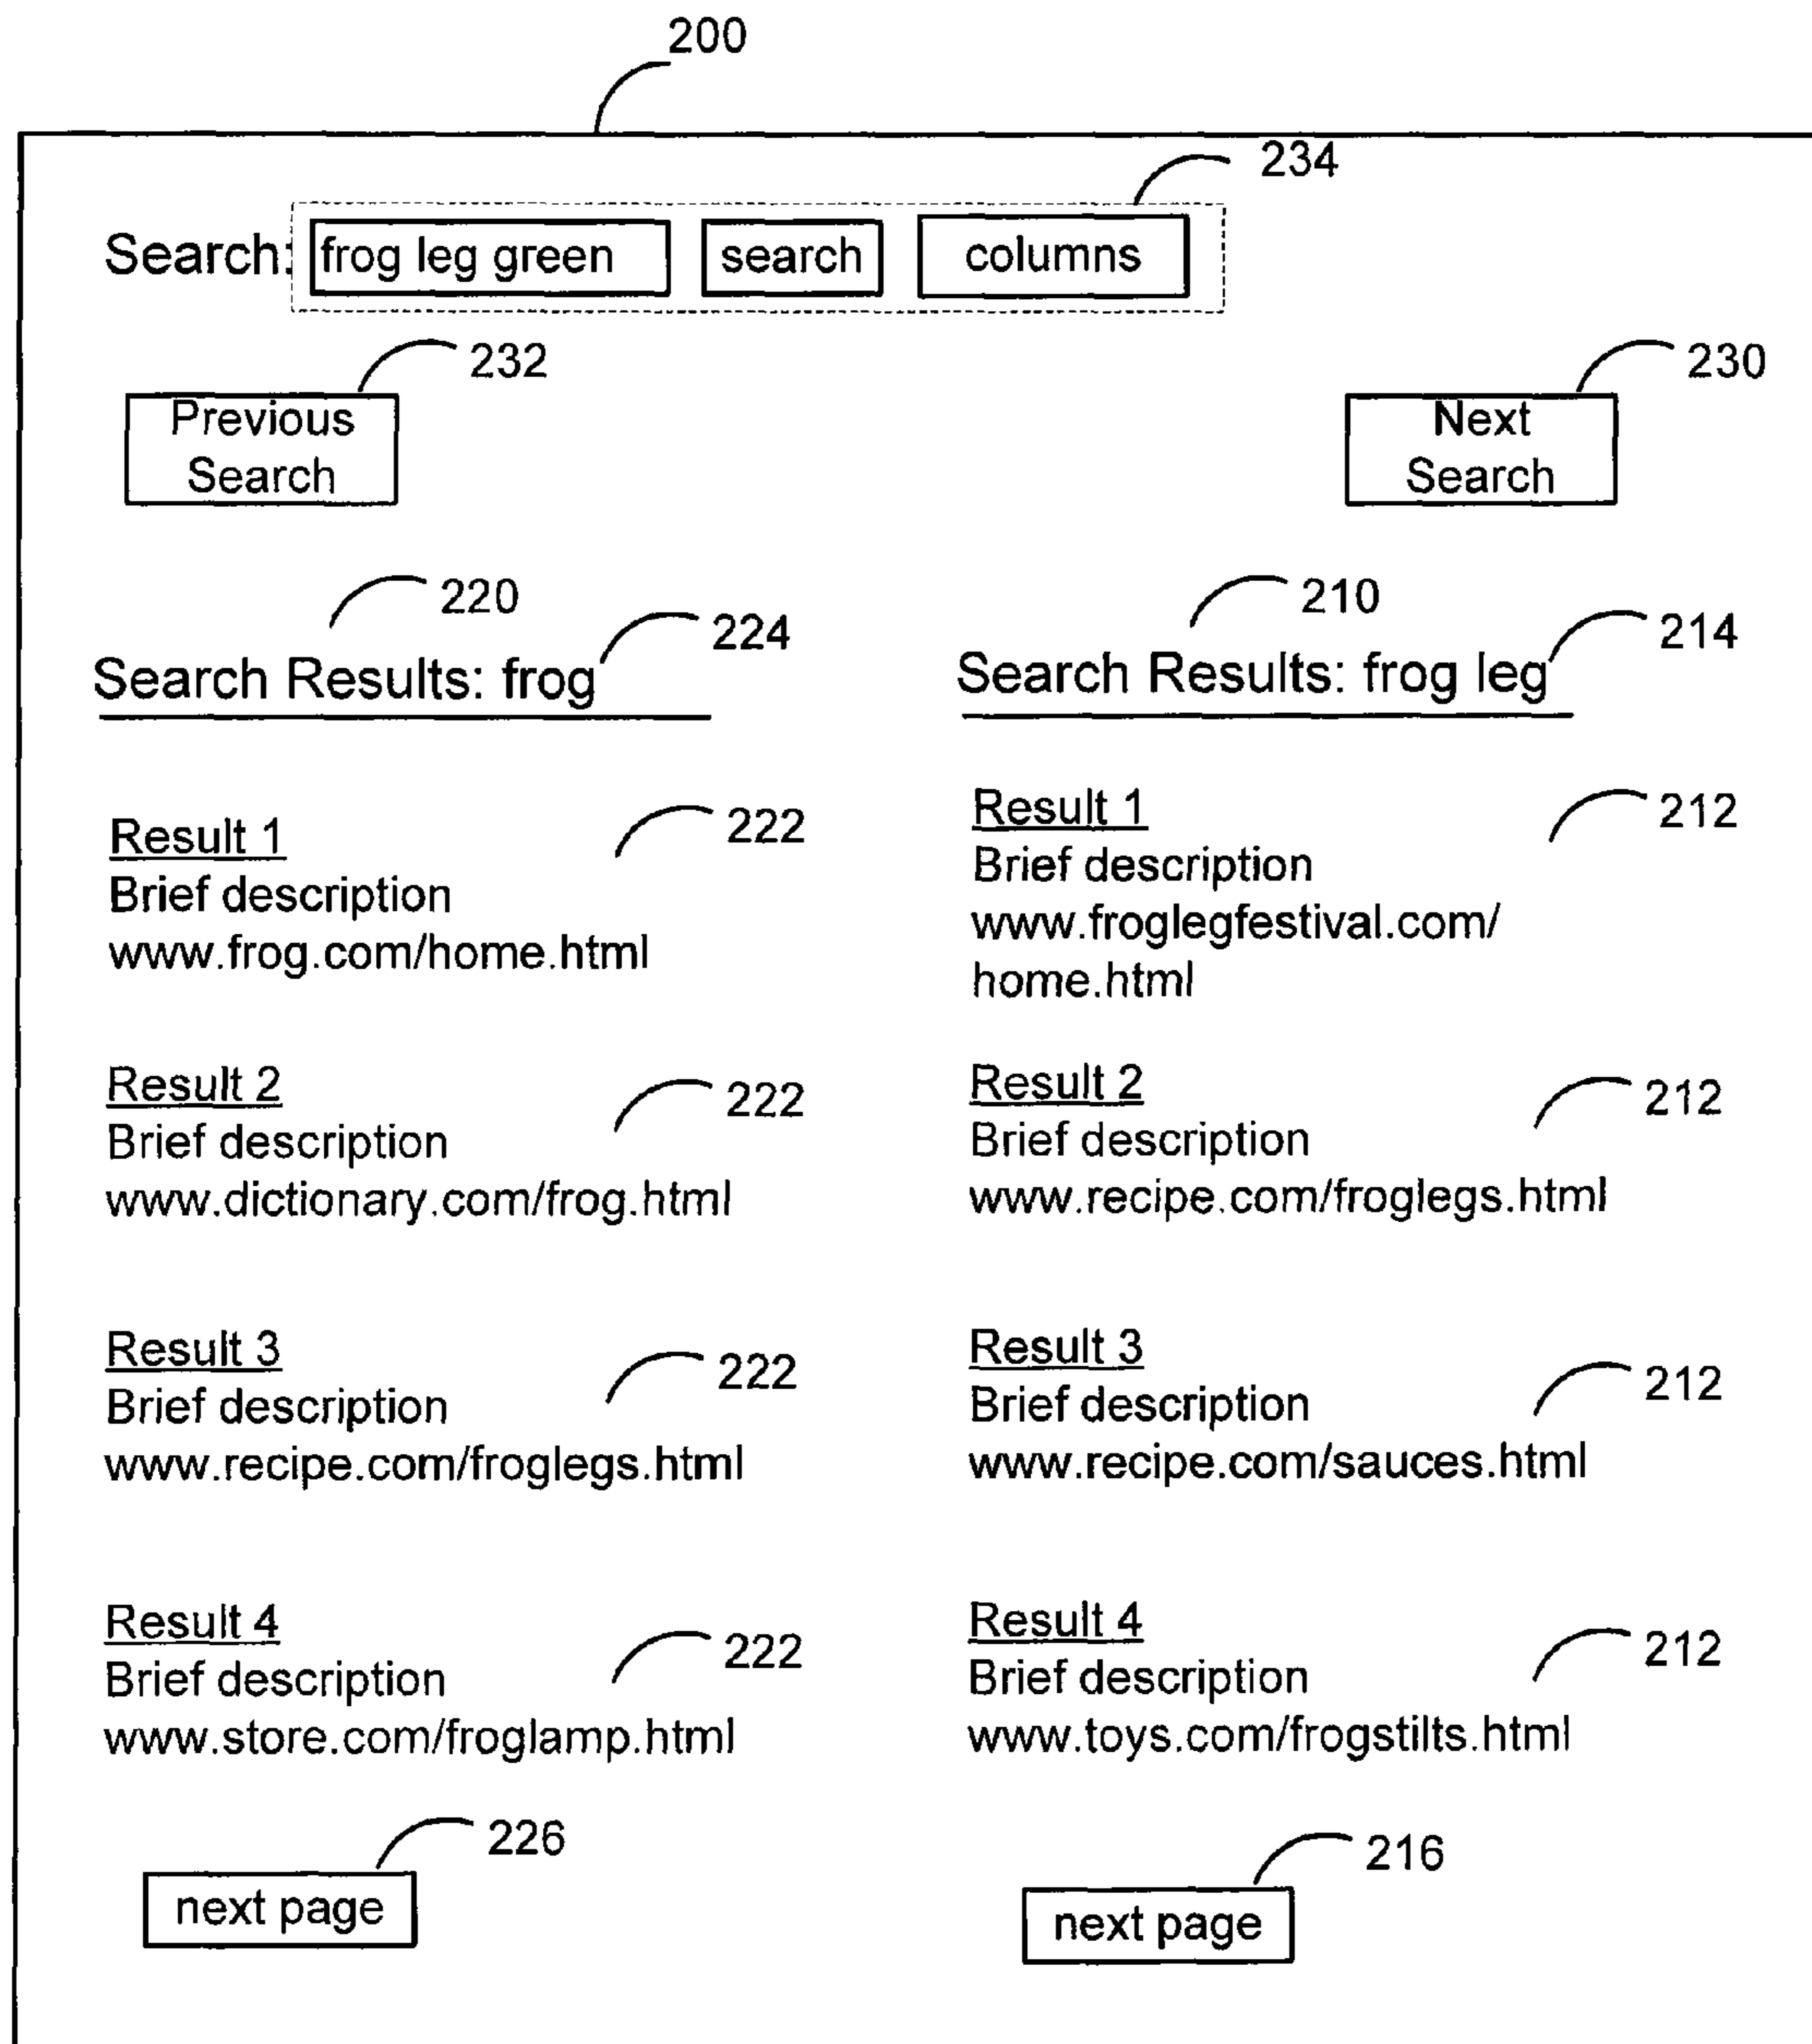 200
234
Search: frog leg green search columns
232
230
Previous
Search
Next
Search
220
224
Search Results: frog
210
214
Search Results: frog leg
Result 1
222
Brief description
www.frog.com/home.html
Result 2
222
Brief description
www.dictionary.com/frog.html
Result 3
222
Brief description
www.recipe.com/froglegs.html
Result 4
222
Brief description
www.store.com/froglamp.html
226
next page
Result 1
212
Brief description
www.froglegfestival.com/
home.html
Result 2
212
Brief description
www.recipe.com/froglegs.html
Result 3
212
Brief description
www.recipe.com/sauces.html
Result 4
212
Brief description
www.toys.com/frogstilts.html
216
next page